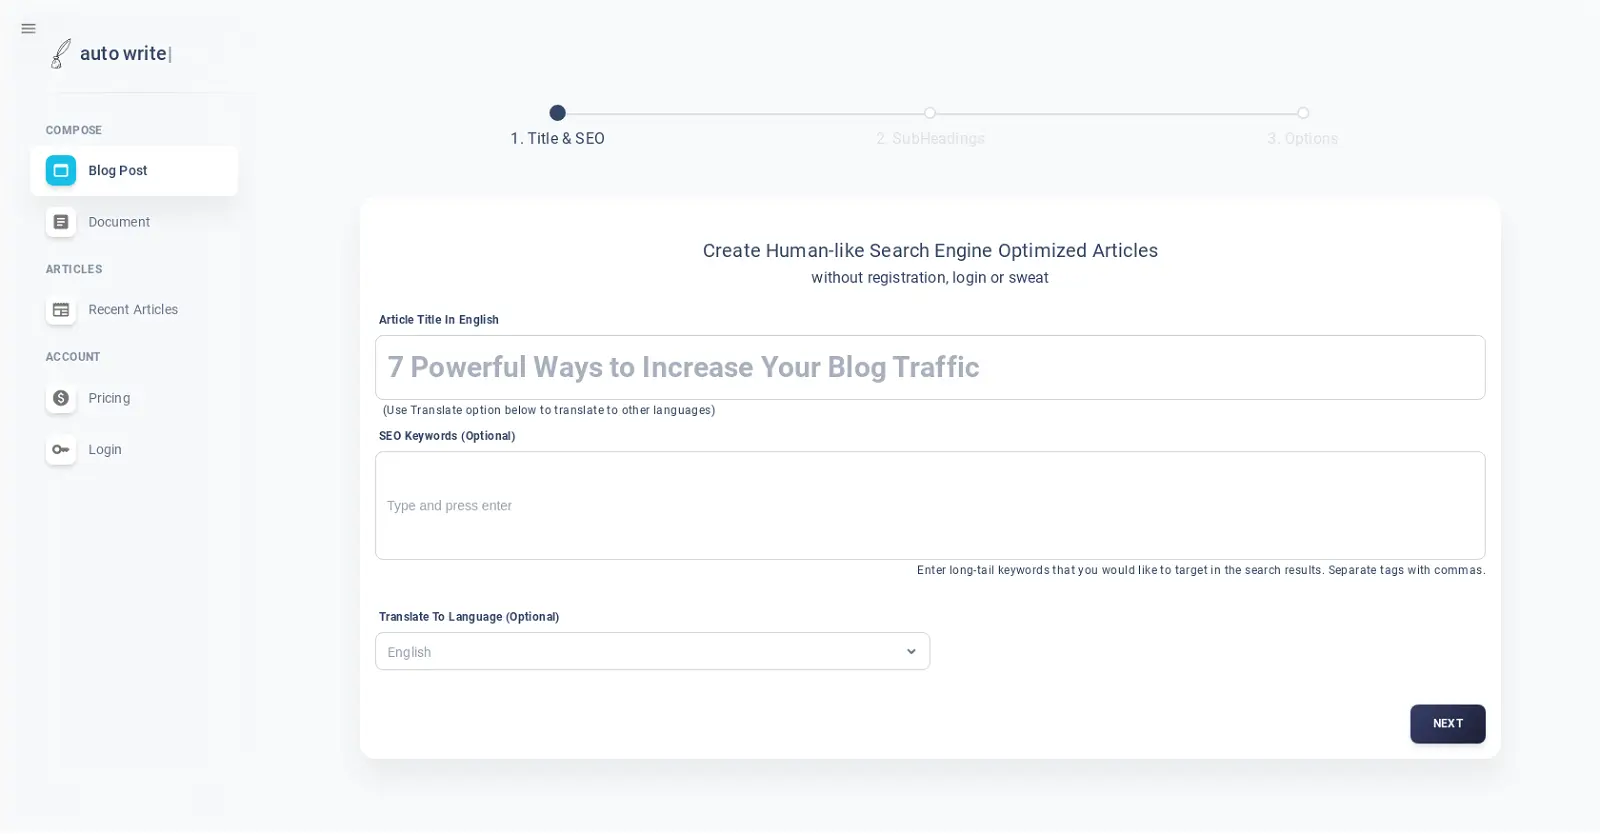 auto write|
COMPOSE
Blog Post
Document
ARTICLES
Recent Articles
ACCOUNT
Pricing
Login
1. Title & SEO
2. SubHeadings
3. Options
Create Human-like Search Engine Optimized Articles
without registration, login or sweat
Article Title In English
7 Powerful Ways to Increase Your Blog Traffic
(Use Translate option below to translate to other languages)
SEO Keywords (Optional)
Type and press enter
Enter long-tail keywords that you would like to target in the search results. Separate tags with commas.
Translate To Language (Optional)
English
NEXT